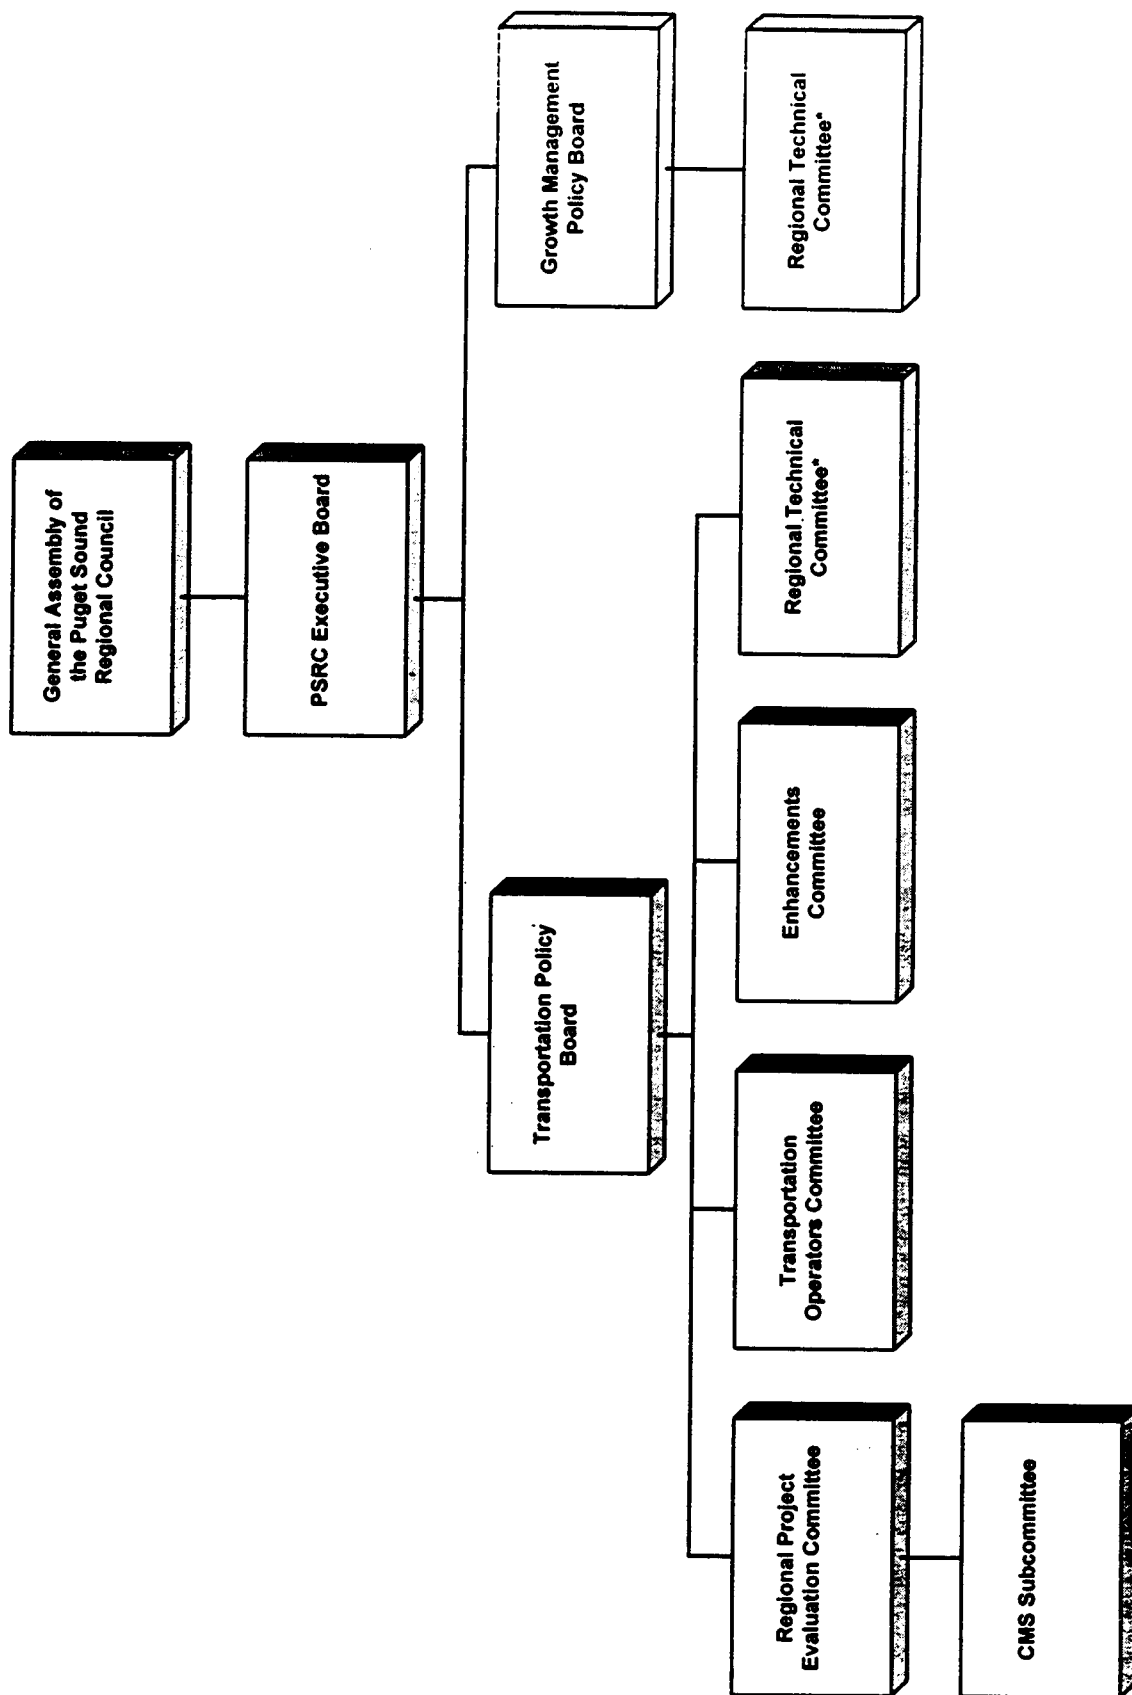 General Assembly of
the Puget Sound
Regional Council
PSRC Executive Board
Transportation Policy
Board
Growth Management
Policy Board
Regional Project
Evaluation Committee
Transportation
Operators Committee
Enhancements
Committee
Regional Technical
Committee*
Regional Technical
Committee*
CMS Subcommittee